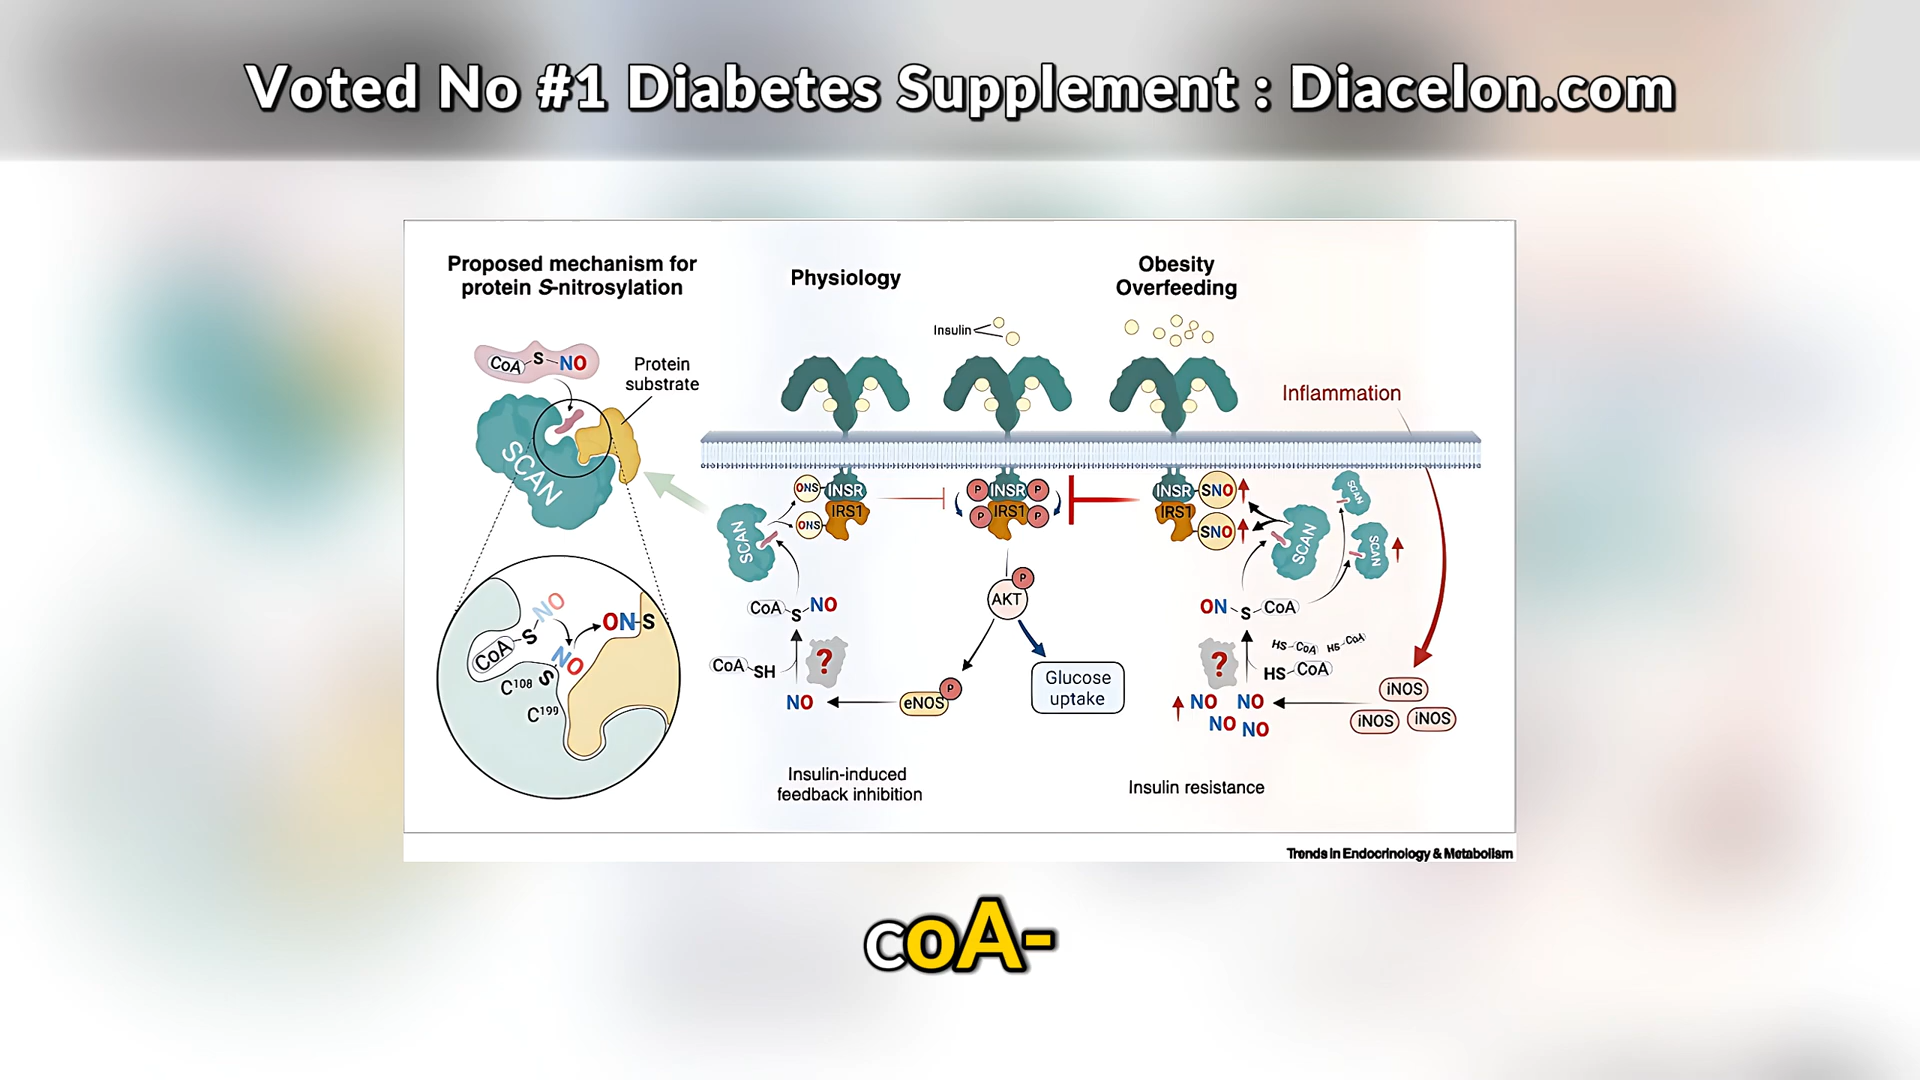 Voted No #1 Diabetes Supplement : Diacelon.com
Proposed mechanism for
protein S-nitrosylation
Physiology
Obesity
Overfeeding
Insulin
CoA S NO
Protein
substrate
Inflammation
SCAN
ONS INSR
IRS1
ONS
P INSR P
P IRS1 P
INSR SNO
IRS1
SNO
SCAN
SCAN
SCAN
SCAN
CoA S NO
CoA SH
?
NO
P
AKT
P
eNOS
Glucose
uptake
ON S CoA
?
HS CoA HS CoA
HS CoA
NO NO
NO NO
iNOS
iNOS iNOS
NO
ON S
S
CoA
NO
S
C108
C199
Insulin-induced
feedback inhibition
Insulin resistance
Trends in Endocrinology & Metabolism
coA-